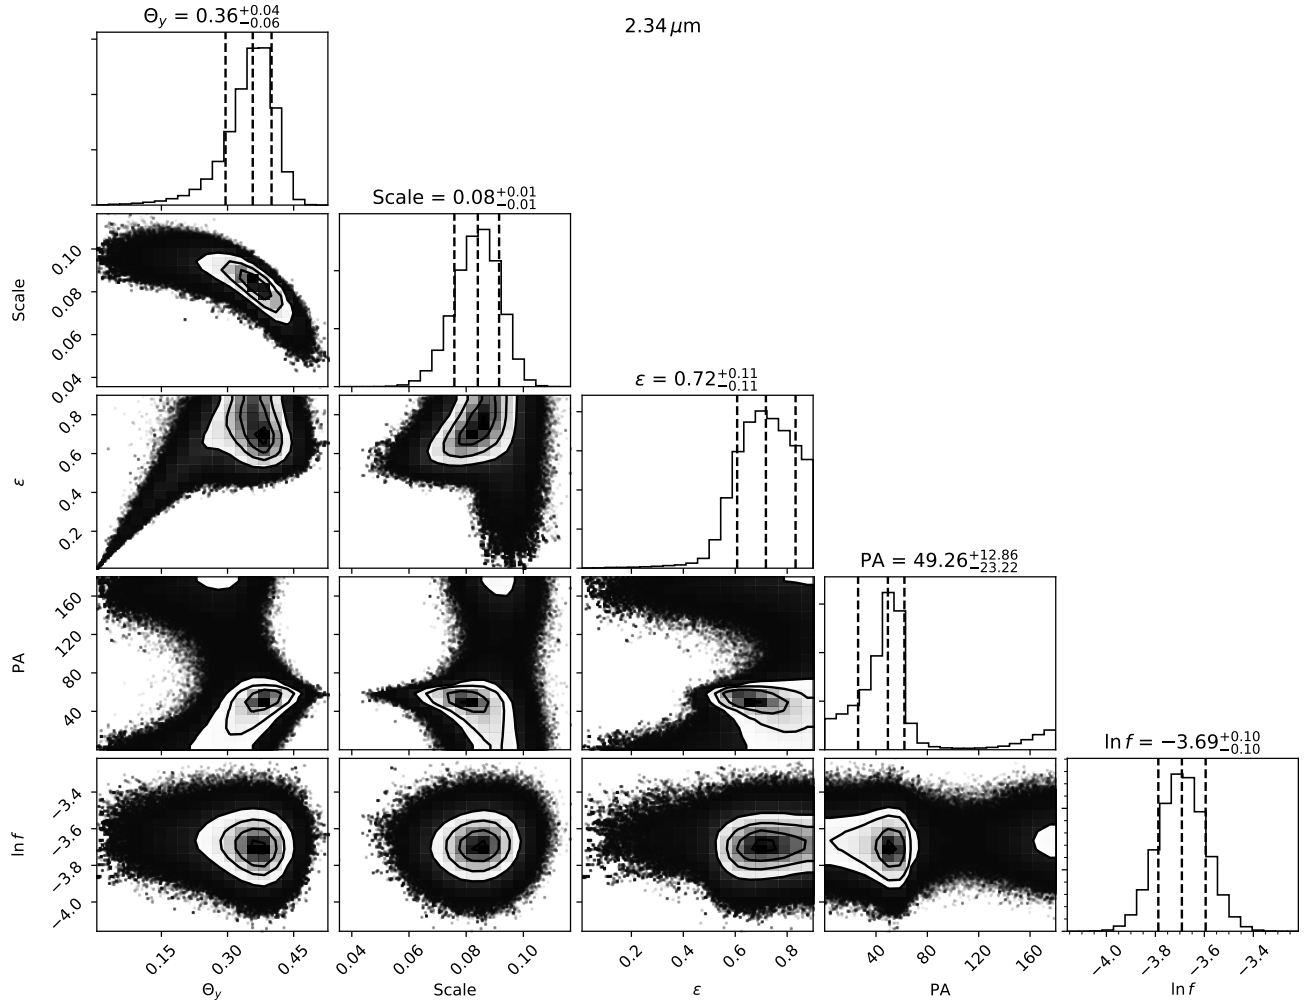 Θy = 0.36+0.04−0.06
2.34 μm
Scale = 0.08+0.01−0.01
Scale
0.10
0.08
0.06
0.04
ε = 0.72+0.11−0.11
ε
0.8
0.6
0.4
0.2
PA = 49.26+12.86−23.22
PA
160
120
80
40
ln f = −3.69+0.10−0.10
ln f
−3.4
−3.6
−3.8
−4.0
0.15 0.30 0.45
0.04 0.06 0.08 0.10
0.2 0.4 0.6 0.8
40 80 120 160
−4.0 −3.8 −3.6 −3.4
Θy Scale ε PA ln f